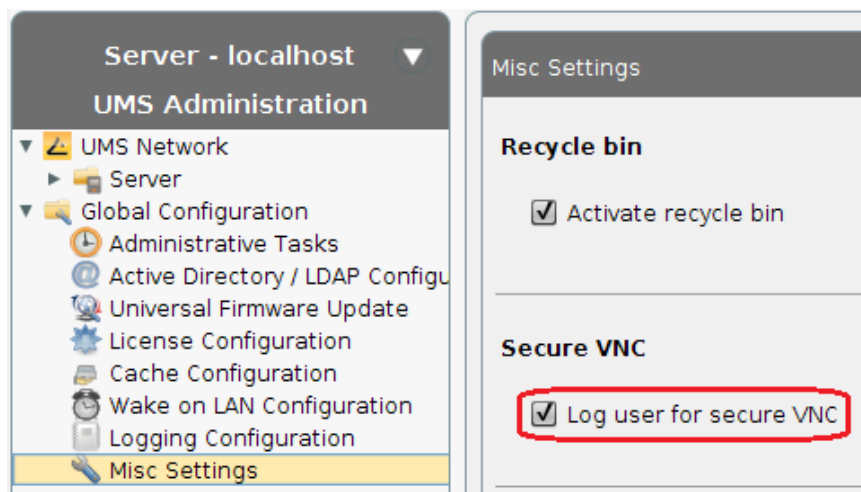 Server - localhost
UMS Administration
UMS Network
Server
Global Configuration
Administrative Tasks
Active Directory / LDAP Configu
Universal Firmware Update
License Configuration
Cache Configuration
Wake on LAN Configuration
Logging Configuration
Misc Settings
Misc Settings
Recycle bin
Activate recycle bin
Secure VNC
Log user for secure VNC